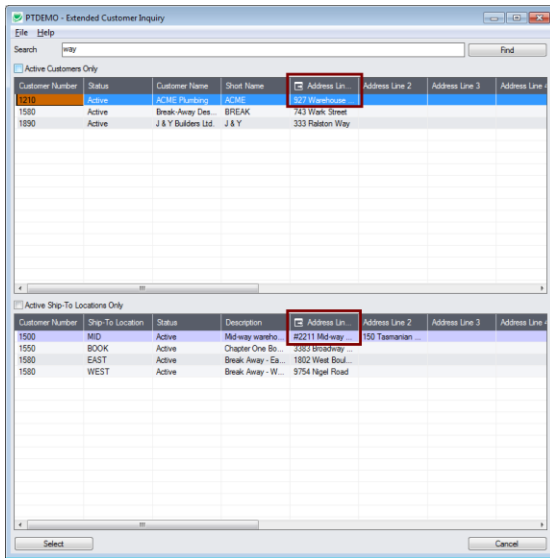 PTDEMO - Extended Customer Inquiry
File Help
Search way Find
Active Customers Only
Customer Number Status Customer Name Short Name Address Lin... Address Line 2 Address Line 3 Address Line
1210 Active ACME Plumbing ACME 927 Warehouse ...
1580 Active Break-Away Des... BREAK 743 Wark Street
1890 Active J & Y Builders Ltd. J & Y 333 Ralston Way
Active Ship-To Locations Only
Customer Number Ship-To Location Status Description Address Lin... Address Line 2 Address Line 3 Address Line
1500 MID Active Mid-way wareho... #2211 Mid-way ... 150 Tasmanian ...
1550 BOOK Active Chapter One Bo... 3383 Broadway ...
1580 EAST Active Break Away - Ea... 1802 West Boul...
1580 WEST Active Break Away - W... 9754 Nigel Road
Select Cancel